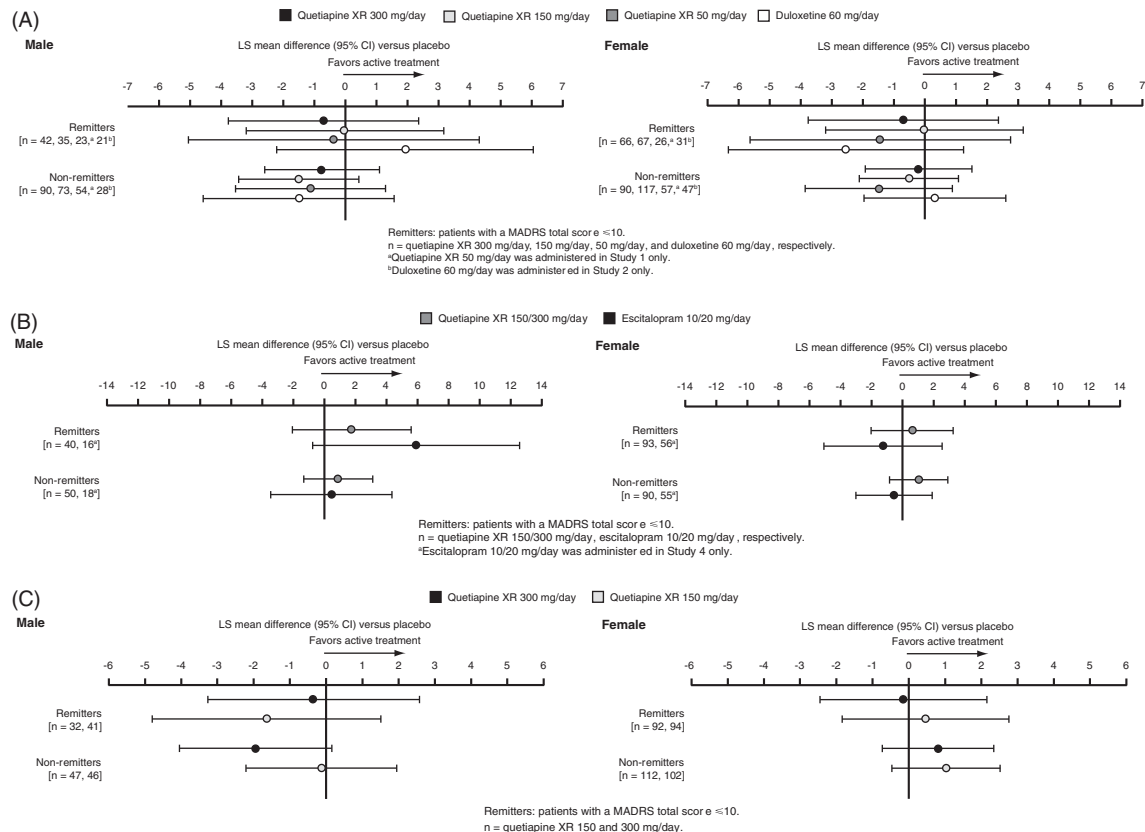 (A)
Quetiapine XR 300 mg/day Quetiapine XR 150 mg/day Quetiapine XR 50 mg/day Duloxetine 60 mg/day
Male
LS mean difference (95% CI) versus placebo
Favors active treatment
-7 -6 -5 -4 -3 -2 -1 0 1 2 3 4 5 6 7
Remitters
[n = 42, 35, 23,ᵃ 21ᵇ]
Non-remitters
[n = 90, 73, 54,ᵃ 28ᵇ]
Female
LS mean difference (95% CI) versus placebo
Favors active treatment
-7 -6 -5 -4 -3 -2 -1 0 1 2 3 4 5 6 7
Remitters
[n = 66, 67, 26,ᵃ 31ᵇ]
Non-remitters
[n = 90, 117, 57,ᵃ 47ᵇ]
Remitters: patients with a MADRS total scor e ≤10.
n = quetiapine XR 300 mg/day, 150 mg/day, 50 mg/day, and duloxetine 60 mg/day, respectively.
ᵃQuetiapine XR 50 mg/day was administered in Study 1 only.
ᵇDuloxetine 60 mg/day was administer ed in Study 2 only.
(B)
Quetiapine XR 150/300 mg/day Escitalopram 10/20 mg/day
Male
LS mean difference (95% CI) versus placebo
Favors active treatment
-14 -12 -10 -8 -6 -4 -2 0 2 4 6 8 10 12 14
Remitters
[n = 40, 16ᵃ]
Non-remitters
[n = 50, 18ᵃ]
Female
LS mean difference (95% CI) versus placebo
Favors active treatment
-14 -12 -10 -8 -6 -4 -2 0 2 4 6 8 10 12 14
Remitters
[n = 93, 56ᵃ]
Non-remitters
[n = 90, 55ᵃ]
Remitters: patients with a MADRS total scor e ≤10.
n = quetiapine XR 150/300 mg/day, escitalopram 10/20 mg/day , respectively.
ᵃEscitalopram 10/20 mg/day was administer ed in Study 4 only.
(C)
Quetiapine XR 300 mg/day Quetiapine XR 150 mg/day
Male
LS mean difference (95% CI) versus placebo
Favors active treatment
-6 -5 -4 -3 -2 -1 0 1 2 3 4 5 6
Remitters
[n = 32, 41]
Non-remitters
[n = 47, 46]
Female
LS mean difference (95% CI) versus placebo
Favors active treatment
-6 -5 -4 -3 -2 -1 0 1 2 3 4 5 6
Remitters
[n = 92, 94]
Non-remitters
[n = 112, 102]
Remitters: patients with a MADRS total scor e ≤10.
n = quetiapine XR 150 and 300 mg/day.